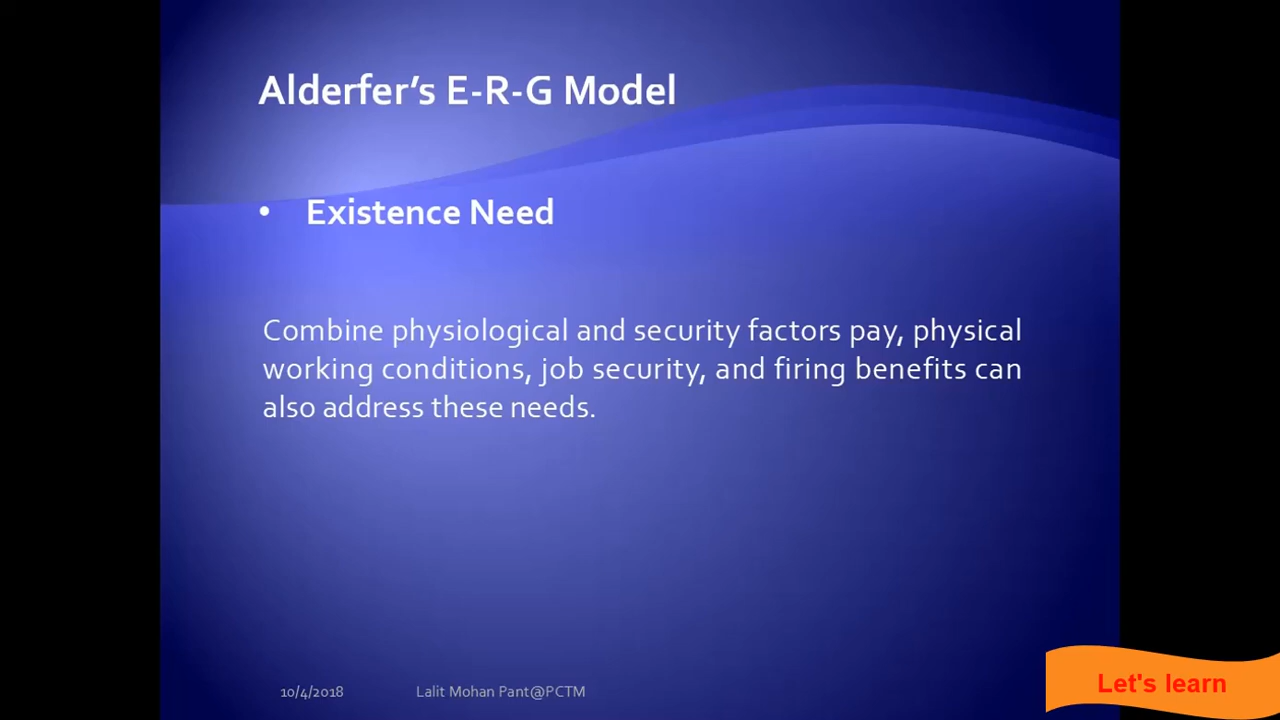 Alderfer’s E-R-G Model
• Existence Need
Combine physiological and security factors pay, physical
working conditions, job security, and firing benefits can
also address these needs.
10/4/2018 Lalit Mohan Pant@PCTM
Let's learn